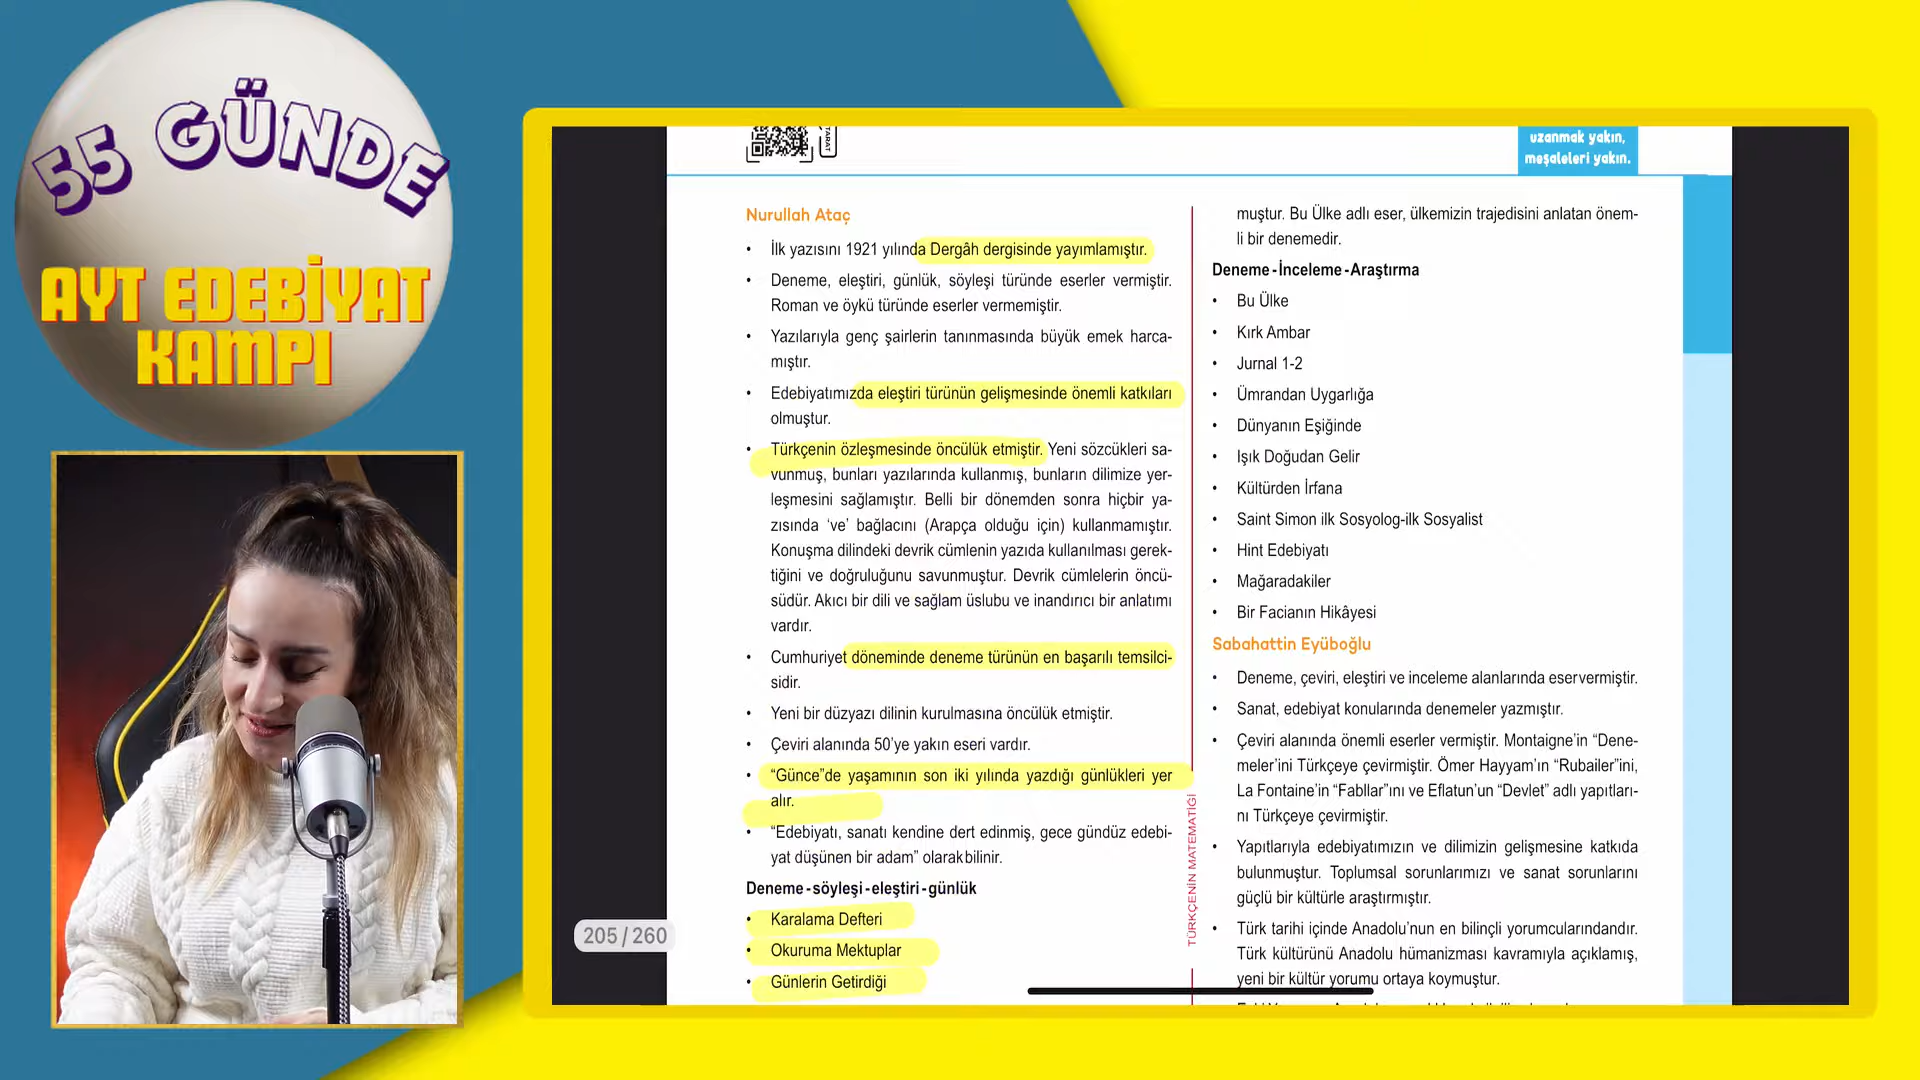 55 GÜNDE
AYT EDEBİYAT
KAMPI
uzanmak yakın,
meşaleleri yakın.
Nurullah Ataç
• İlk yazısını 1921 yılında Dergâh dergisinde yayımlamıştır.
• Deneme, eleştiri, günlük, söyleşi türünde eserler vermiştir.
Roman ve öykü türünde eserler vermemiştir.
• Yazılarıyla genç şairlerin tanınmasında büyük emek harca-
mıştır.
• Edebiyatımızda eleştiri türünün gelişmesinde önemli katkıları
olmuştur.
• Türkçenin özleşmesinde öncülük etmiştir. Yeni sözcükleri sa-
vunmuş, bunları yazılarında kullanmış, bunların dilimize yer-
leşmesini sağlamıştır. Belli bir dönemden sonra hiçbir ya-
zısında ‘ve’ bağlacını (Arapça olduğu için) kullanmamıştır.
Konuşma dilindeki devrik cümlenin yazıda kullanılması gerek-
tiğini ve doğruluğunu savunmuştur. Devrik cümlelerin öncü-
südür. Akıcı bir dili ve sağlam üslubu ve inandırıcı bir anlatımı
vardır.
• Cumhuriyet döneminde deneme türünün en başarılı temsilci-
sidir.
• Yeni bir düzyazı dilinin kurulmasına öncülük etmiştir.
• Çeviri alanında 50’ye yakın eseri vardır.
• “Günce”de yaşamının son iki yılında yazdığı günlükleri yer
alır.
• “Edebiyatı, sanatı kendine dert edinmiş, gece gündüz edebi-
yat düşünen bir adam” olarak bilinir.
Deneme - söyleşi - eleştiri - günlük
• Karalama Defteri
• Okuruma Mektuplar
• Günlerin Getirdiği
205 / 260
TÜRKÇENİN MATEMATİĞİ
muştur. Bu Ülke adlı eser, ülkemizin trajedisini anlatan önem-
li bir denemedir.
Deneme - İnceleme - Araştırma
• Bu Ülke
• Kırk Ambar
• Jurnal 1-2
• Ümrandan Uygarlığa
• Dünyanın Eşiğinde
• Işık Doğudan Gelir
• Kültürden İrfana
• Saint Simon ilk Sosyolog-ilk Sosyalist
• Hint Edebiyatı
• Mağaradakiler
• Bir Facianın Hikâyesi
Sabahattin Eyüboğlu
• Deneme, çeviri, eleştiri ve inceleme alanlarında eser vermiştir.
• Sanat, edebiyat konularında denemeler yazmıştır.
• Çeviri alanında önemli eserler vermiştir. Montaigne’in “Dene-
meler’ini Türkçeye çevirmiştir. Ömer Hayyam’ın “Rubailer”ini,
La Fontaine’in “Fabllar”ını ve Eflatun’un “Devlet” adlı yapıtları-
nı Türkçeye çevirmiştir.
• Yapıtlarıyla edebiyatımızın ve dilimizin gelişmesine katkıda
bulunmuştur. Toplumsal sorunlarımızı ve sanat sorunlarını
güçlü bir kültürle araştırmıştır.
• Türk tarihi içinde Anadolu’nun en bilinçli yorumcularındandır.
Türk kültürünü Anadolu hümanizması kavramıyla açıklamış,
yeni bir kültür yorumu ortaya koymuştur.